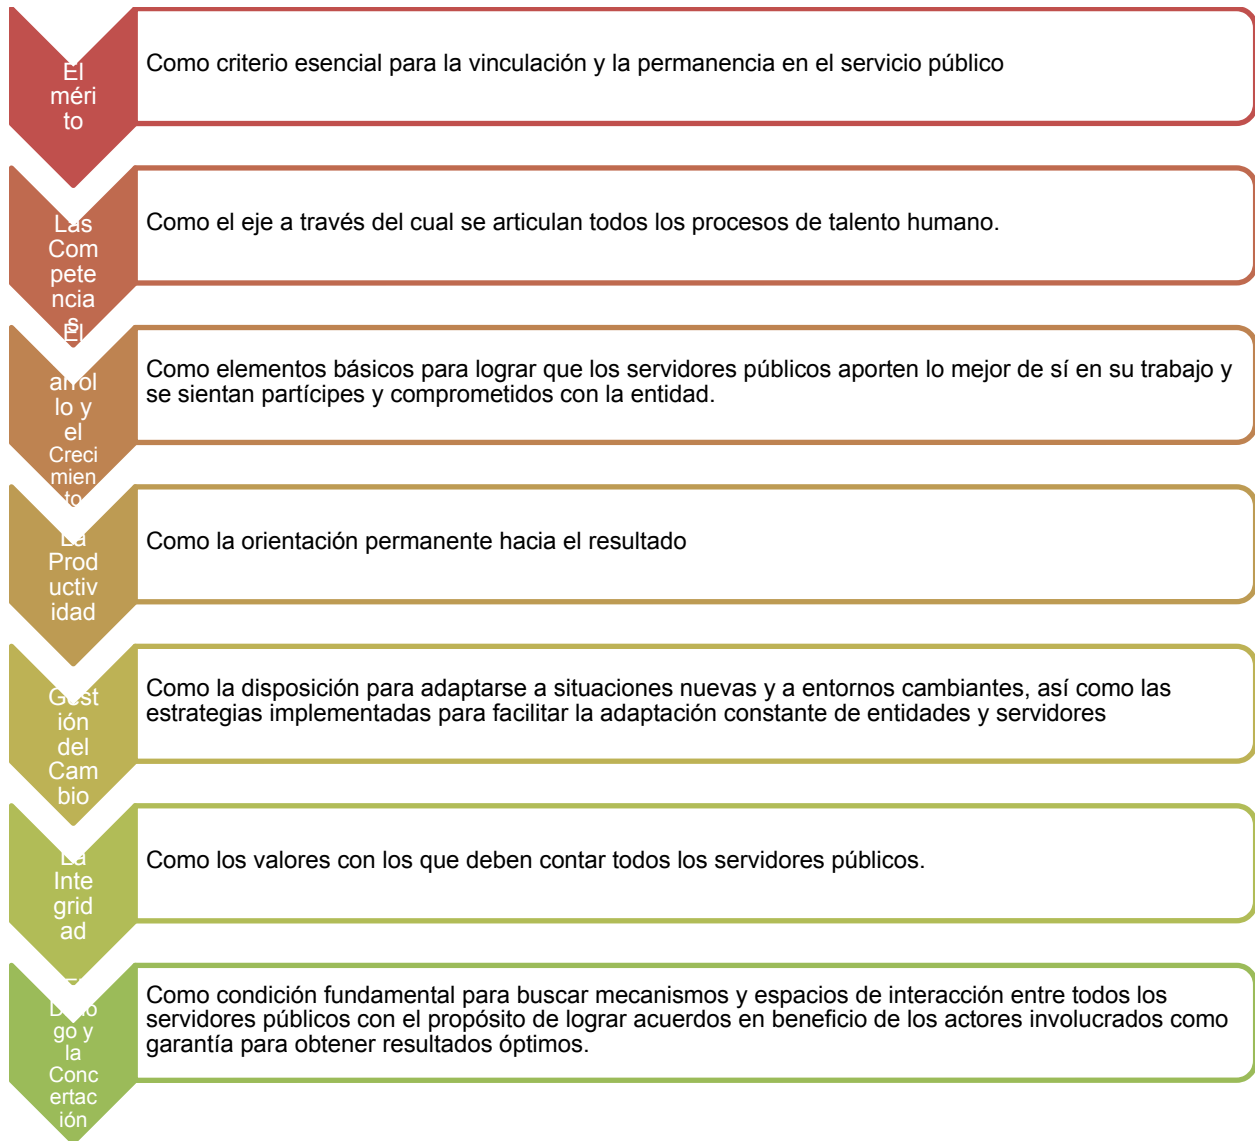 El
méri
to
Como criterio esencial para la vinculación y la permanencia en el servicio público
Las
Com
pete
ncia
s
Como el eje a través del cual se articulan todos los procesos de talento humano.
El
arrol
lo y
el
Creci
mien
to
Como elementos básicos para lograr que los servidores públicos aporten lo mejor de sí en su trabajo y
se sientan partícipes y comprometidos con la entidad.
La
Prod
uctiv
idad
Como la orientación permanente hacia el resultado
Gest
ión
del
Cam
bio
Como la disposición para adaptarse a situaciones nuevas y a entornos cambiantes, así como las
estrategias implementadas para facilitar la adaptación constante de entidades y servidores
La
Inte
grid
ad
Como los valores con los que deben contar todos los servidores públicos.
go y
la
Conc
ertac
ión
Como condición fundamental para buscar mecanismos y espacios de interacción entre todos los
servidores públicos con el propósito de lograr acuerdos en beneficio de los actores involucrados como
garantía para obtener resultados óptimos.